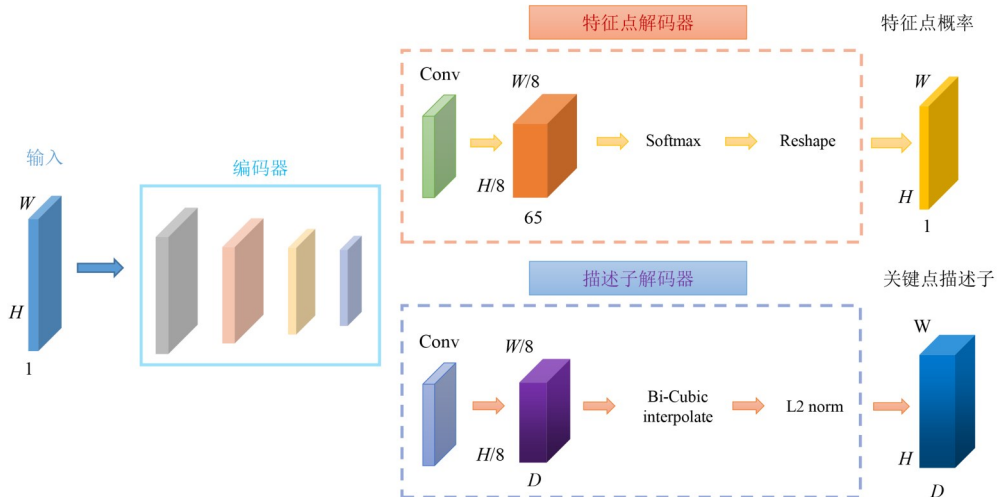 输入
W
H
1
编码器
特征点解码器
Conv
W/8
H/8
65
Softmax
Reshape
特征点概率
W
H
1
描述子解码器
Conv
W/8
H/8
D
Bi-Cubic
interpolate
L2 norm
关键点描述子
W
H
D